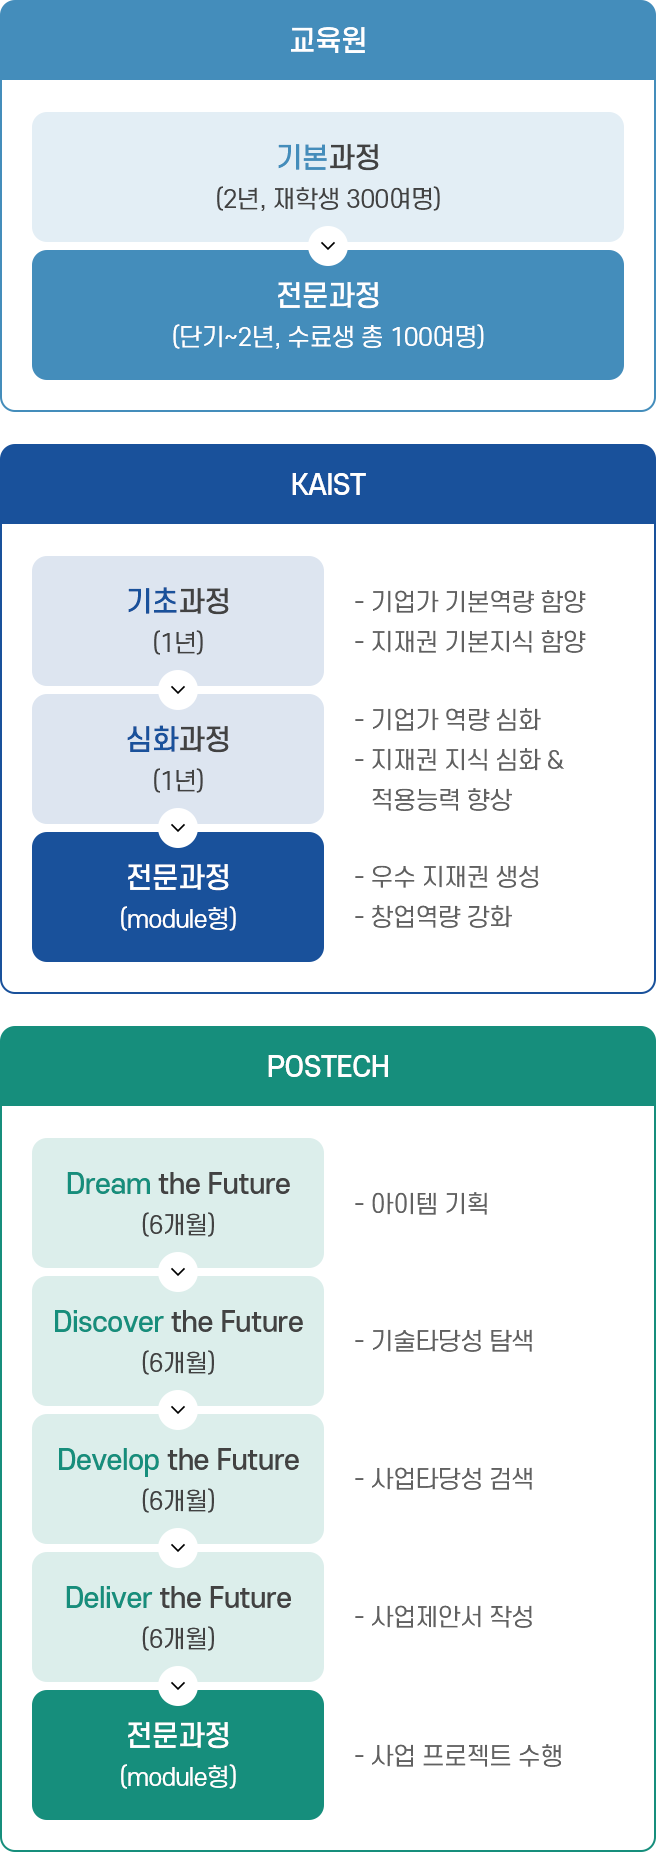 교육원
기본과정
(2년, 재학생 300여명)
전문과정
(단기~2년, 수료생 총 100여명)
KAIST
기초과정
(1년)
- 기업가 기본역량 함양
- 지재권 기본지식 함양
심화과정
(1년)
- 기업가 역량 심화
- 지재권 지식 심화 &
적용능력 향상
전문과정
(module형)
- 우수 지재권 생성
- 창업역량 강화
POSTECH
Dream the Future
(6개월)
- 아이템 기획
Discover the Future
(6개월)
- 기술타당성 탐색
Develop the Future
(6개월)
- 사업타당성 검색
Deliver the Future
(6개월)
- 사업제안서 작성
전문과정
(module형)
- 사업 프로젝트 수행